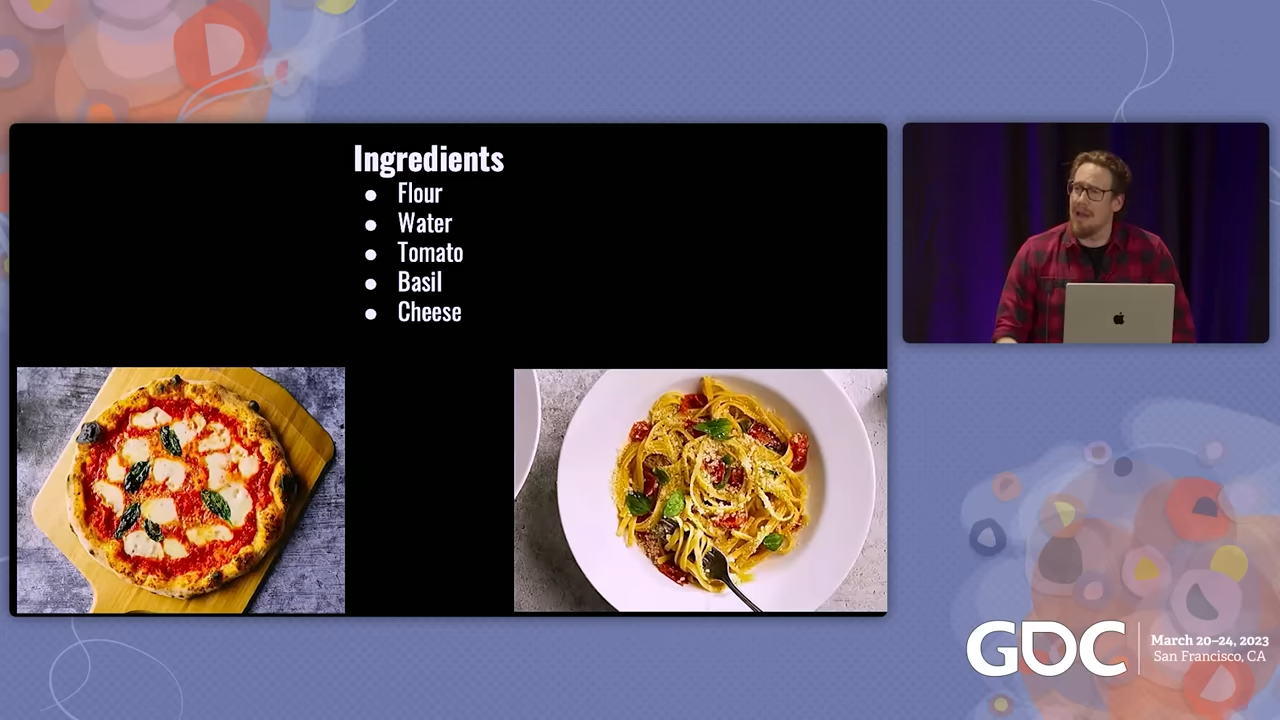 Ingredients
● Flour
● Water
● Tomato
● Basil
● Cheese
GDC
March 20–24, 2023
San Francisco, CA